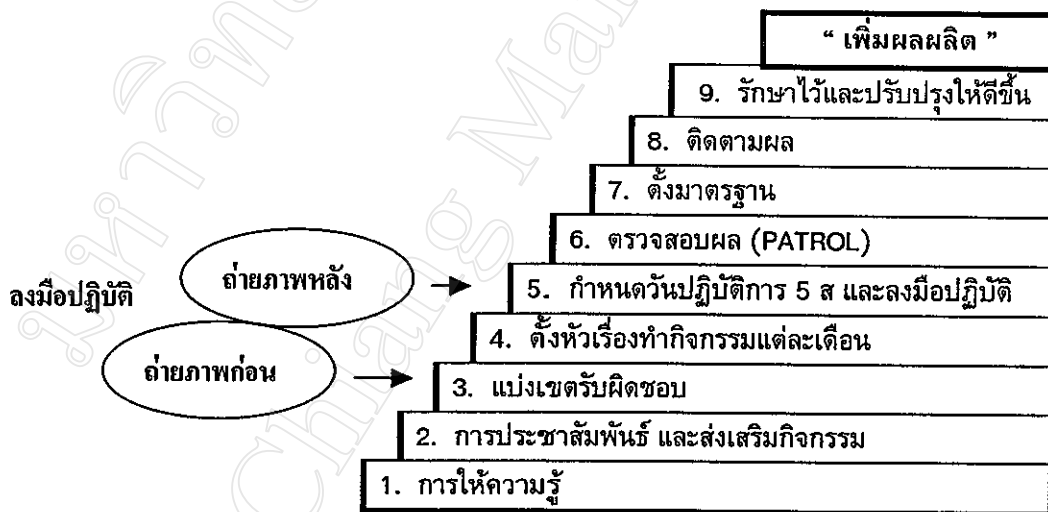 “ เพิ่มผลผลิต ”
9. รักษาไว้และปรับปรุงให้ดีขึ้น
8. ติดตามผล
7. ตั้งมาตรฐาน
6. ตรวจสอบผล (PATROL)
ถ่ายภาพหลัง
ลงมือปฏิบัติ
5. กำหนดวันปฏิบัติการ 5 ส และลงมือปฏิบัติ
4. ตั้งหัวเรื่องทำกิจกรรมแต่ละเดือน
ถ่ายภาพก่อน
3. แบ่งเขตรับผิดชอบ
2. การประชาสัมพันธ์ และส่งเสริมกิจกรรม
1. การให้ความรู้
Chiang Mai